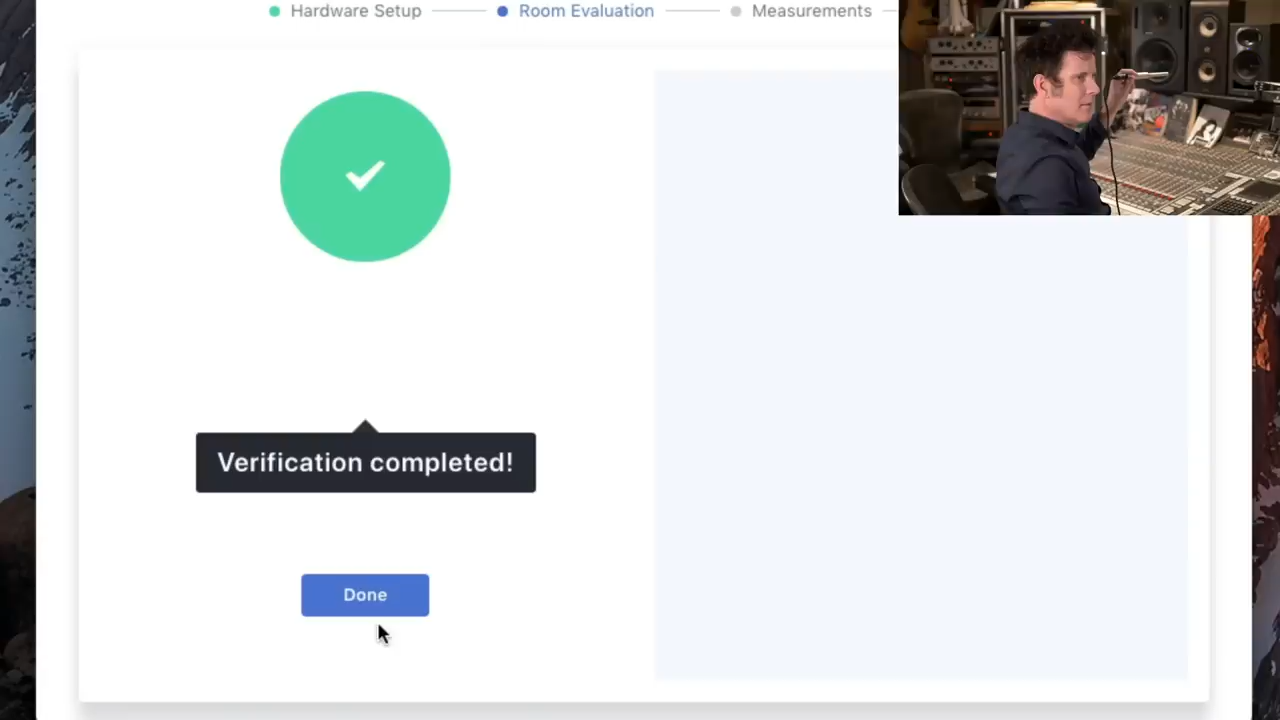 Hardware Setup
Room Evaluation
Measurements
Verification completed!
Done